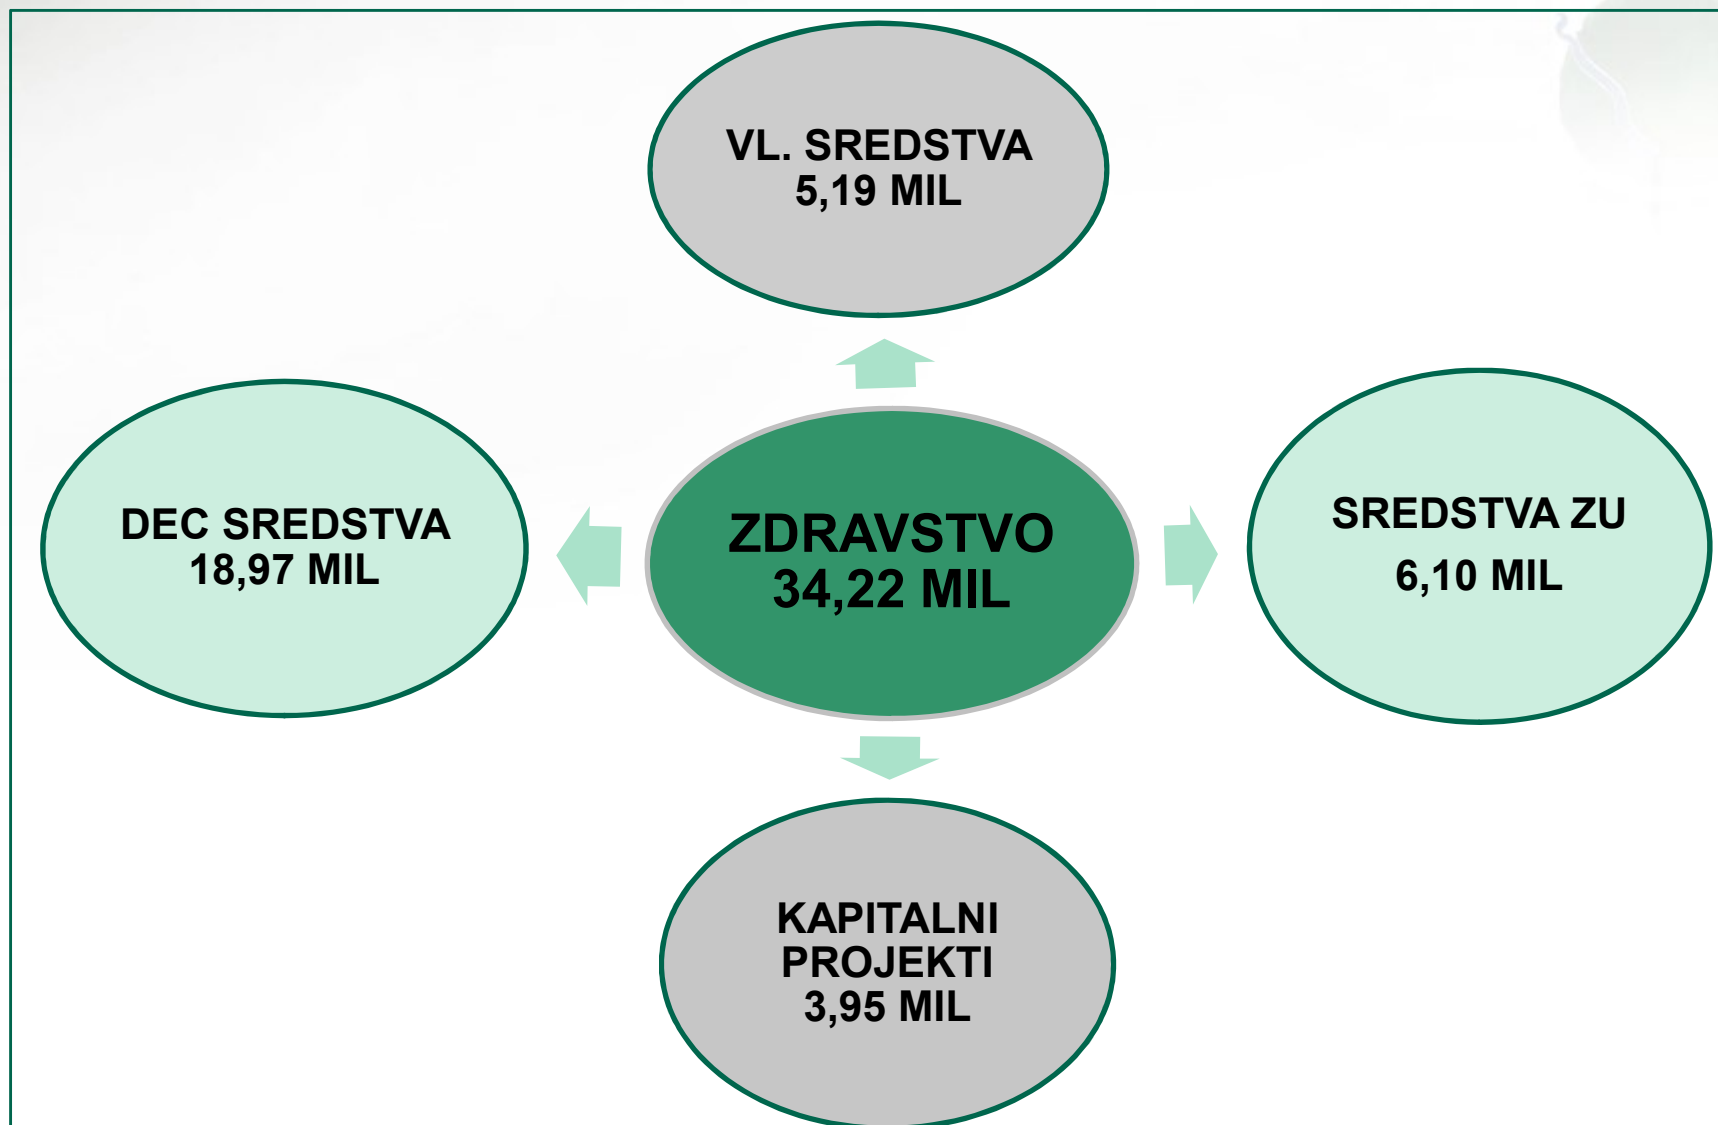 VL. SREDSTVA
5,19 MIL
DEC SREDSTVA
18,97 MIL
ZDRAVSTVO
34,22 MIL
SREDSTVA ZU
6,10 MIL
KAPITALNI
PROJEKTI
3,95 MIL